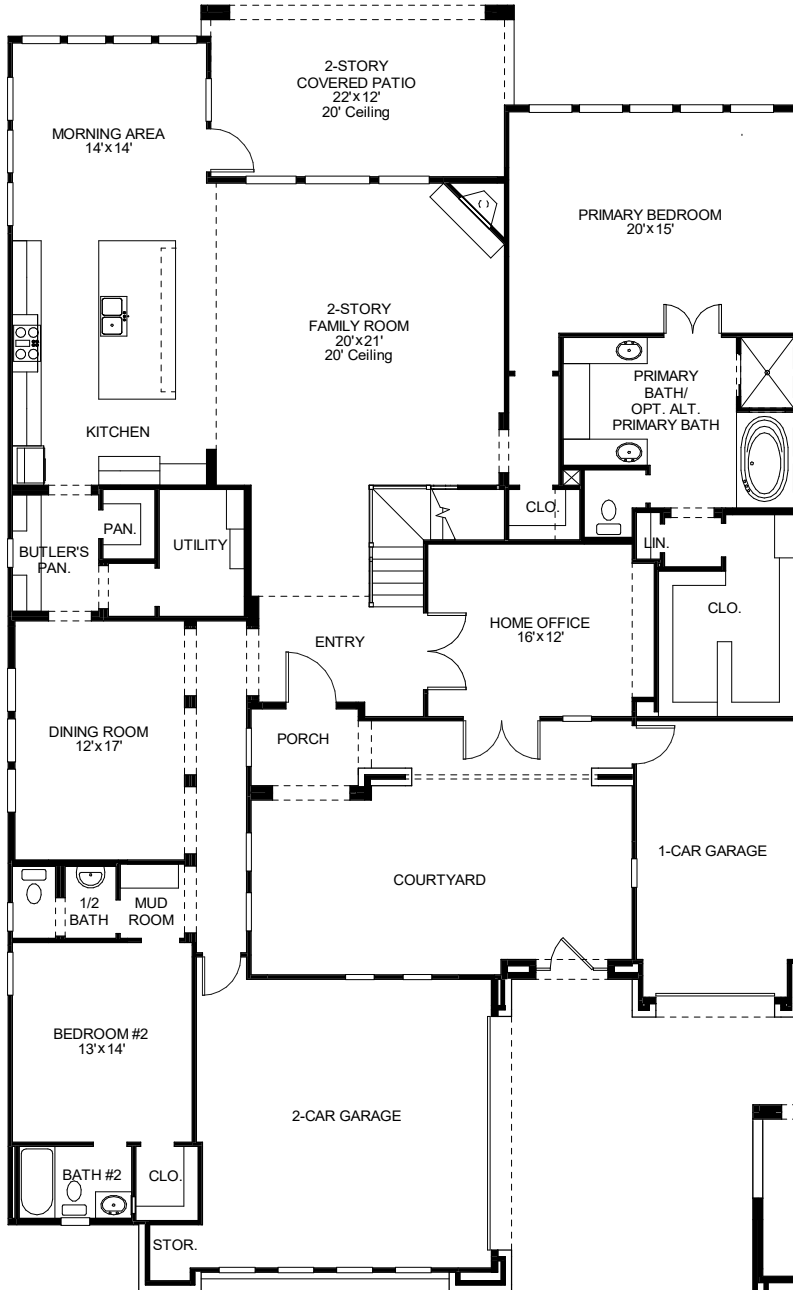 2-STORY
COVERED PATIO
22'x12'
20' Ceiling
MORNING AREA
14'x14'
PRIMARY BEDROOM
20'x15'
2-STORY
FAMILY ROOM
20'x21'
20' Ceiling
PRIMARY
BATH/
OPT. ALT.
PRIMARY BATH
KITCHEN
CLO.
PAN.
UTILITY
BUTLER'S
PAN.
LIN.
CLO.
HOME OFFICE
16'x12'
ENTRY
DINING ROOM
12'x17'
PORCH
1-CAR GARAGE
COURTYARD
1/2
BATH
MUD
ROOM
BEDROOM #2
13'x14'
2-CAR GARAGE
BATH #2
CLO.
STOR.